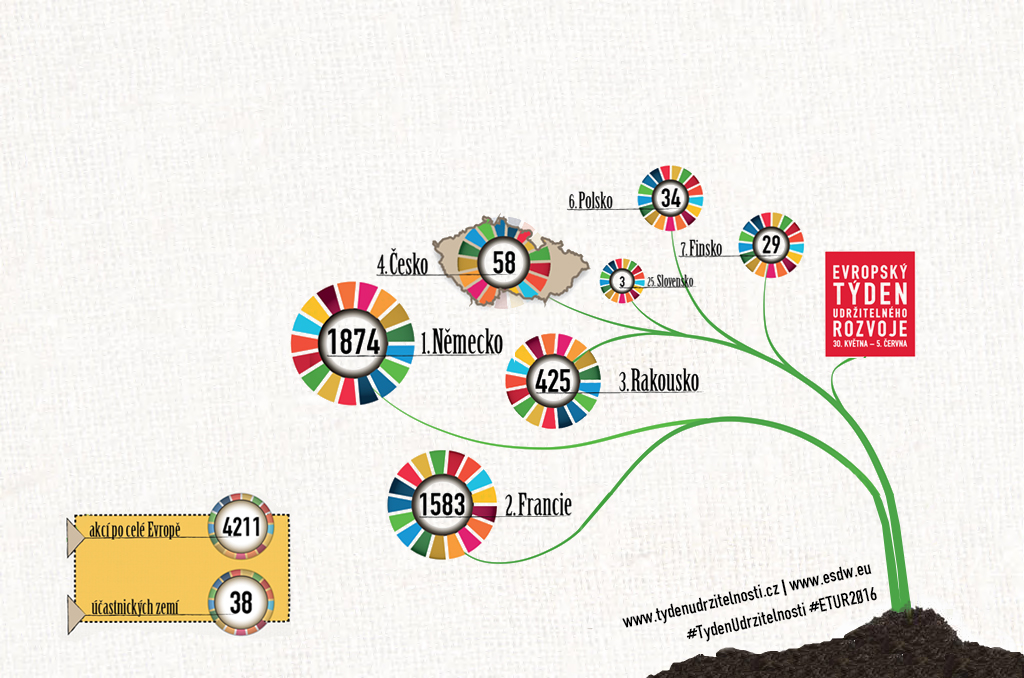 6.Polsko
34
7.Finsko
29
4.Česko
58
3
25.Slovensko
EVROPSKÝ
TÝDEN
UDRŽITELNÉHO
ROZVOJE
30. KVĚTNA – 5. ČERVNA
1874
1.Německo
425
3.Rakousko
1583
2.Francie
akcí po celé Evropě
4211
účastnických zemí
38
www.tydenudrzitelnosti.cz | www.esdw.eu
#TydenUdrzitelnosti #ETUR2016